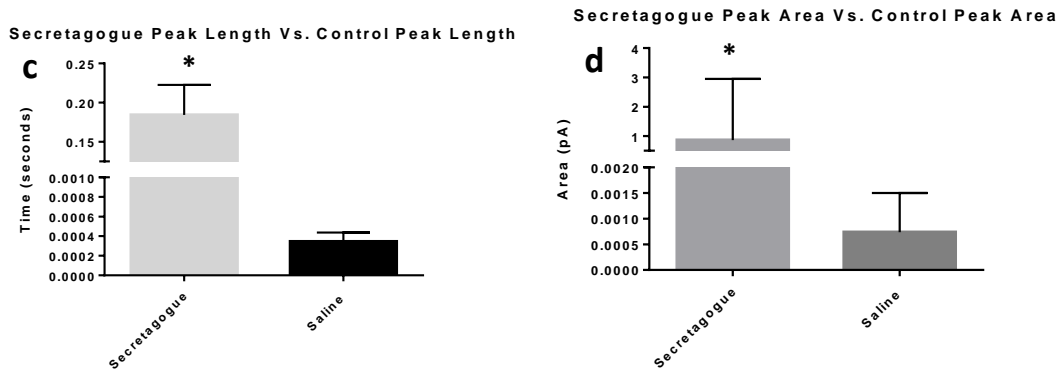 Secretagogue Peak Length Vs. Control Peak Length
c
*
0.25
0.20
0.15
0.0010
0.0008
0.0006
0.0004
0.0002
0.0000
Time (seconds)
Secretagogue
Saline
Secretagogue Peak Area Vs. Control Peak Area
d
*
4
3
2
1
0.0020
0.0015
0.0010
0.0005
0.0000
Area (pA)
Secretagogue
Saline